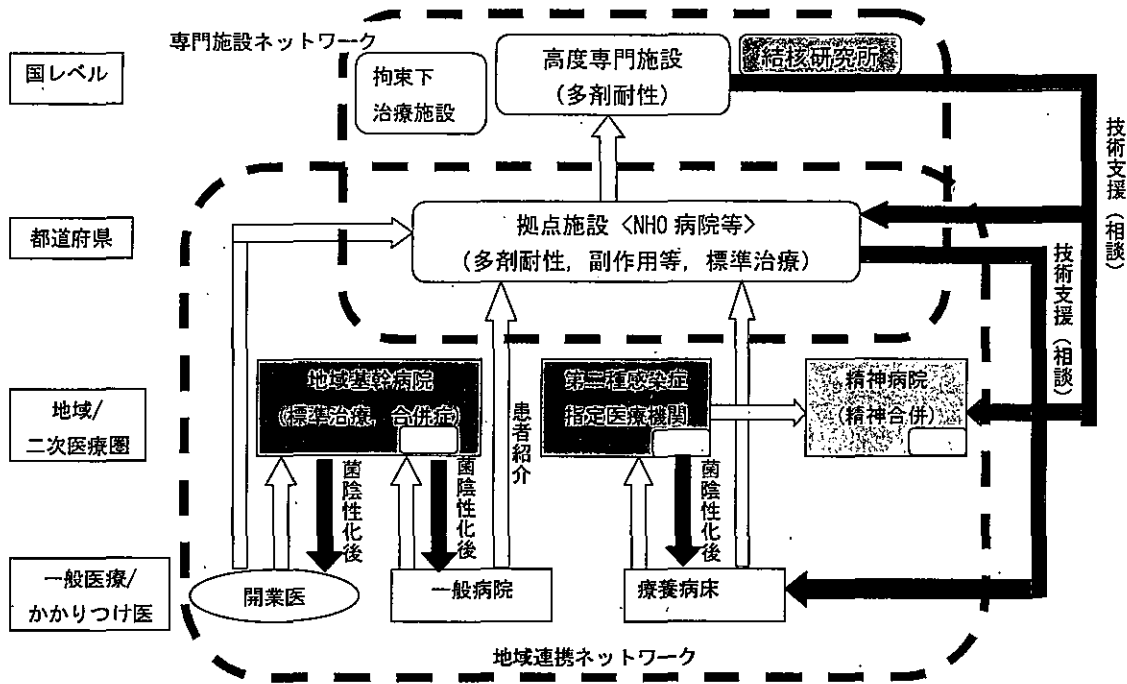 専門施設ネットワーク
国レベル
拘束下
治療施設
高度専門施設
(多剤耐性)
結核研究所
技術支援(相談)
都道府県
拠点施設〈NHO病院等〉
(多剤耐性,副作用等,標準治療)
技術支援(相談)
地域/
二次医療圏
地域基幹病院
(標準治療,合併症)
患者紹介
第二種感染症
指定医療機関
精神病院
(精神合併)
菌陰性化後
菌陰性化後
菌陰性化後
一般医療/
かかりつけ医
開業医
一般病院
療養病床
地域連携ネットワーク